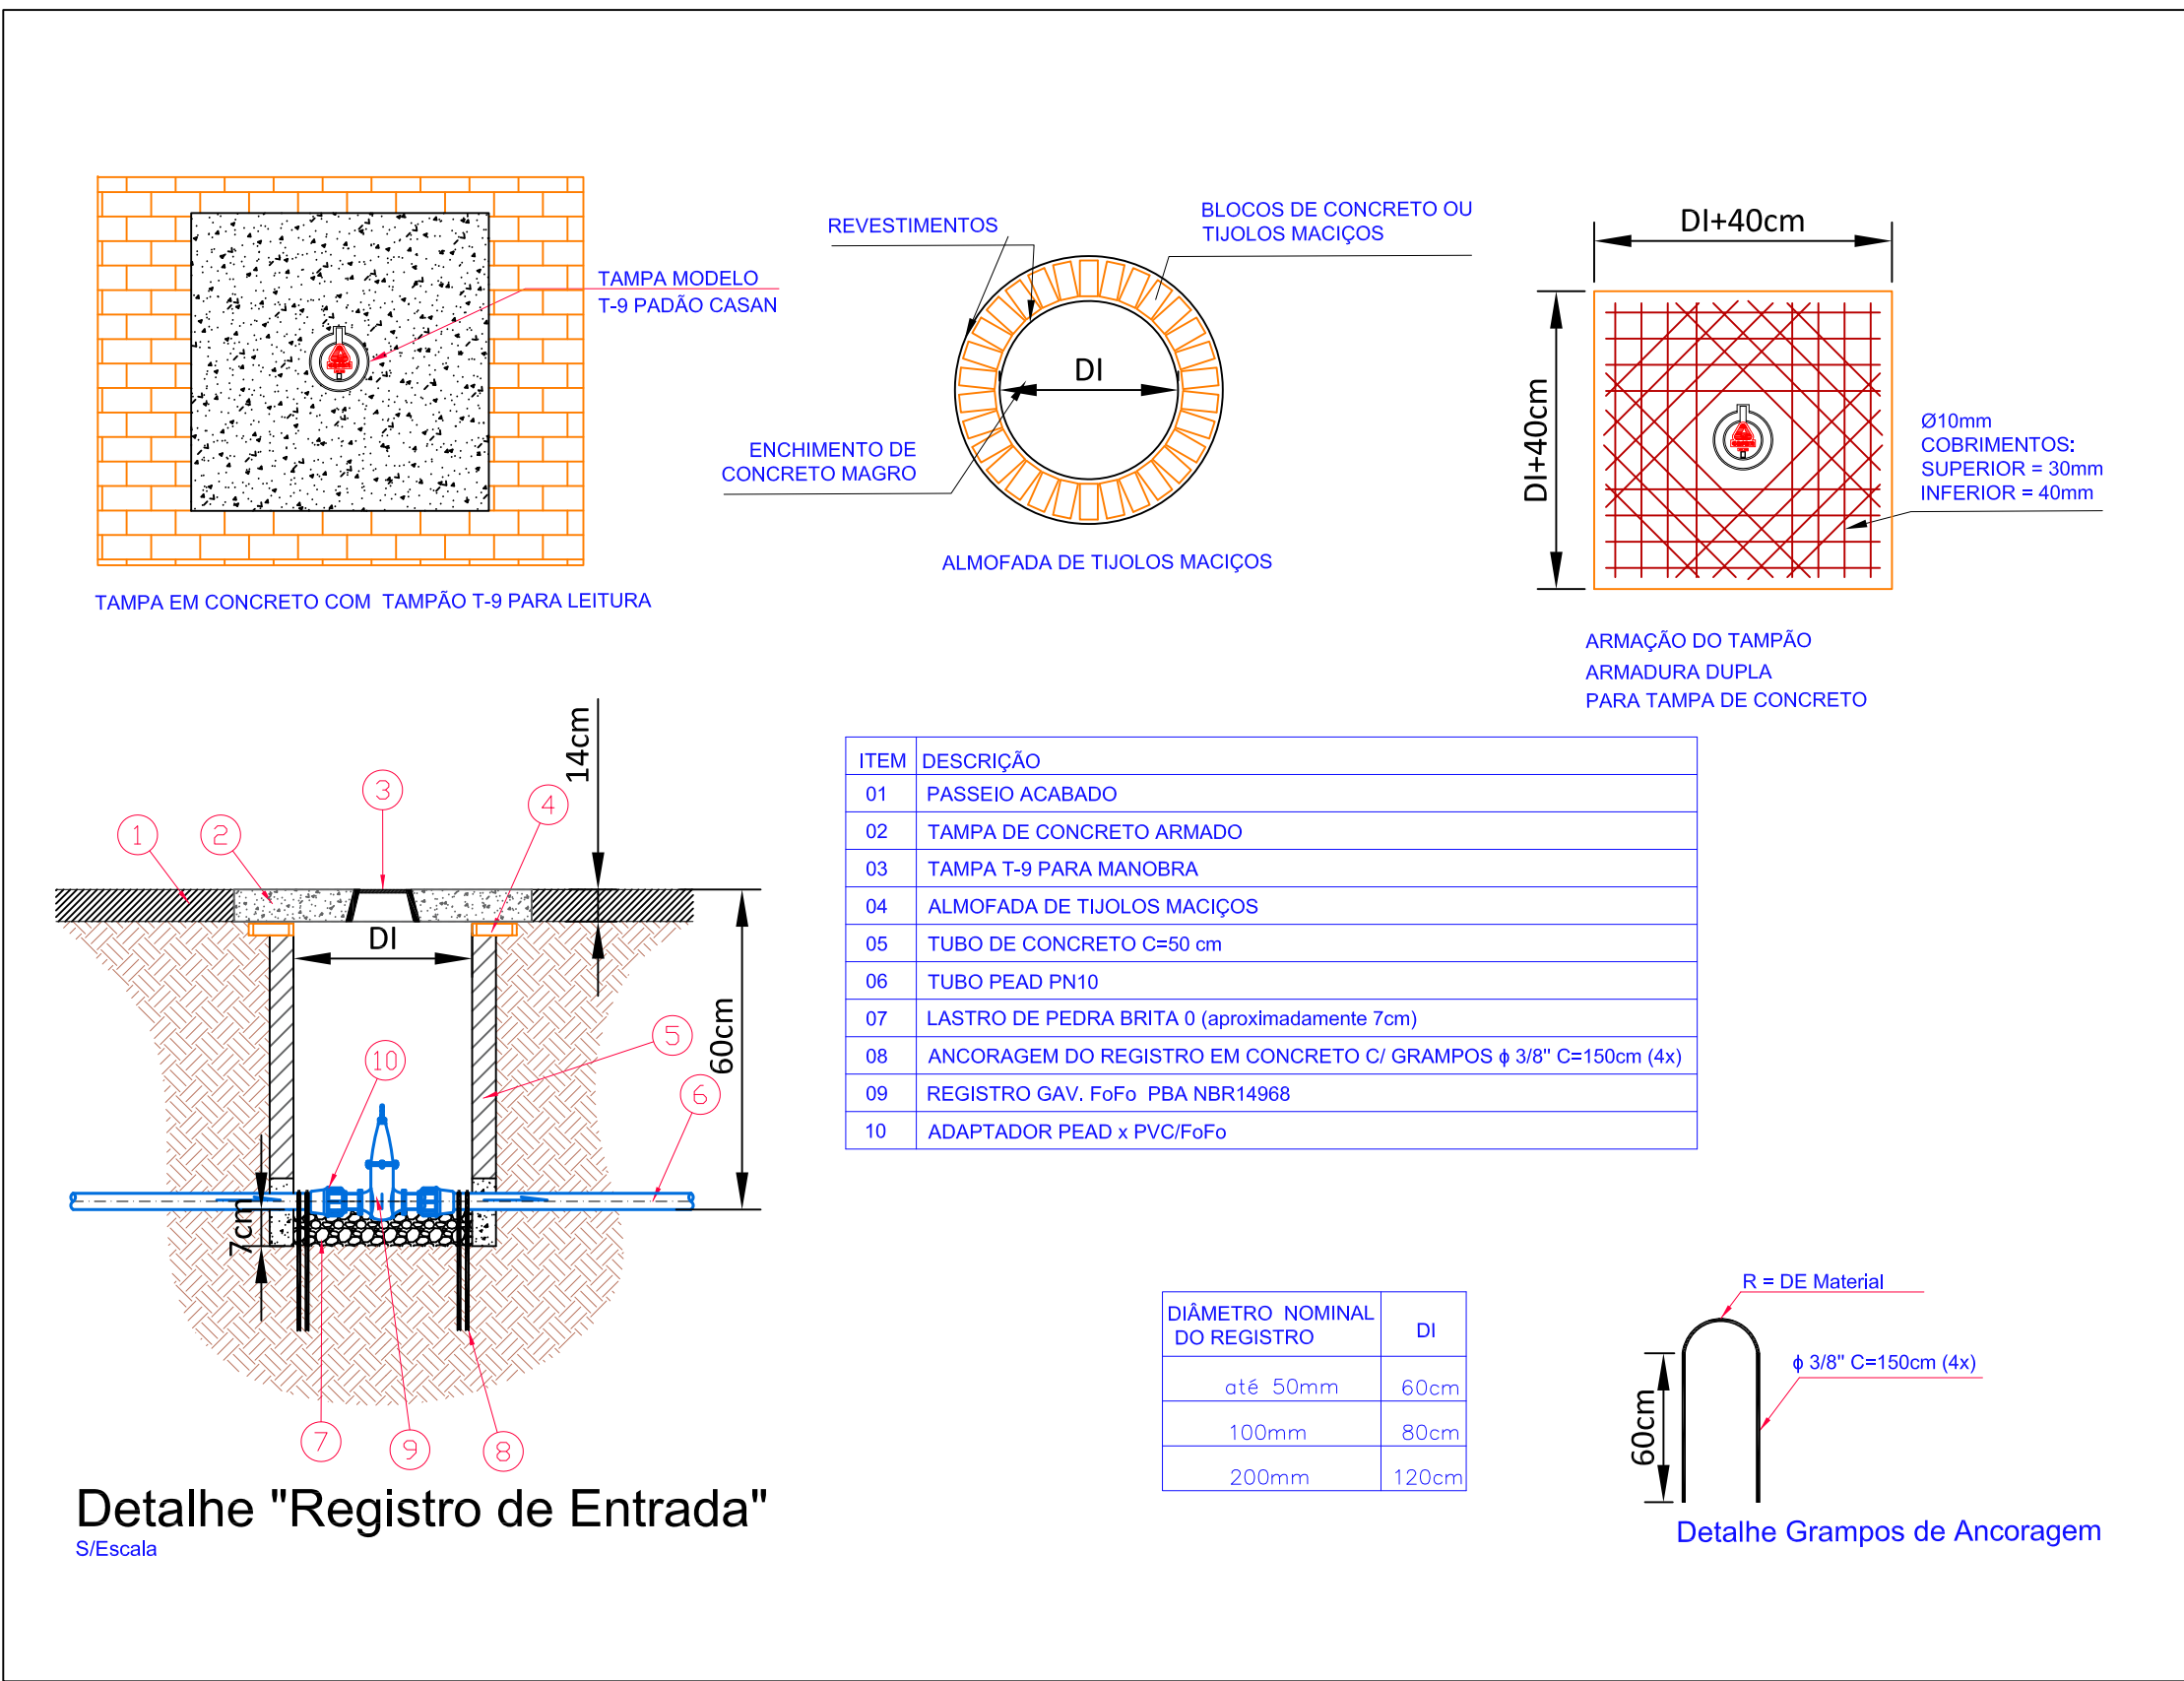 TAMPA MODELO
T-9 PADÃO CASAN
TAMPA EM CONCRETO COM TAMPÃO T-9 PARA LEITURA
REVESTIMENTOS
BLOCOS DE CONCRETO OU
TIJOLOS MACIÇOS
DI
ENCHIMENTO DE
CONCRETO MAGRO
ALMOFADA DE TIJOLOS MACIÇOS
DI+40cm
DI+40cm
Ø10mm
COBRIMENTOS:
SUPERIOR = 30mm
INFERIOR = 40mm
ARMAÇÃO DO TAMPÃO
ARMADURA DUPLA
PARA TAMPA DE CONCRETO
14cm
1
2
3
4
DI
60cm
5
10
6
7cm
7
9
8
Detalhe "Registro de Entrada"
S/Escala
ITEM DESCRIÇÃO
01 PASSEIO ACABADO
02 TAMPA DE CONCRETO ARMADO
03 TAMPA T-9 PARA MANOBRA
04 ALMOFADA DE TIJOLOS MACIÇOS
05 TUBO DE CONCRETO C=50 cm
06 TUBO PEAD PN10
07 LASTRO DE PEDRA BRITA 0 (aproximadamente 7cm)
08 ANCORAGEM DO REGISTRO EM CONCRETO C/ GRAMPOS ϕ 3/8" C=150cm (4x)
09 REGISTRO GAV. FoFo PBA NBR14968
10 ADAPTADOR PEAD x PVC/FoFo
DIÂMETRO NOMINAL
DO REGISTRO DI
até 50mm 60cm
100mm 80cm
200mm 120cm
R = DE Material
ϕ 3/8" C=150cm (4x)
60cm
Detalhe Grampos de Ancoragem